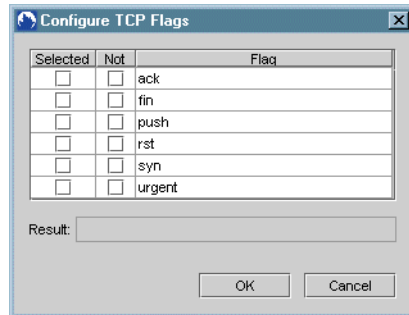 Configure TCP Flags
Selected Not Flag
ack
fin
push
rst
syn
urgent
Result:
OK Cancel